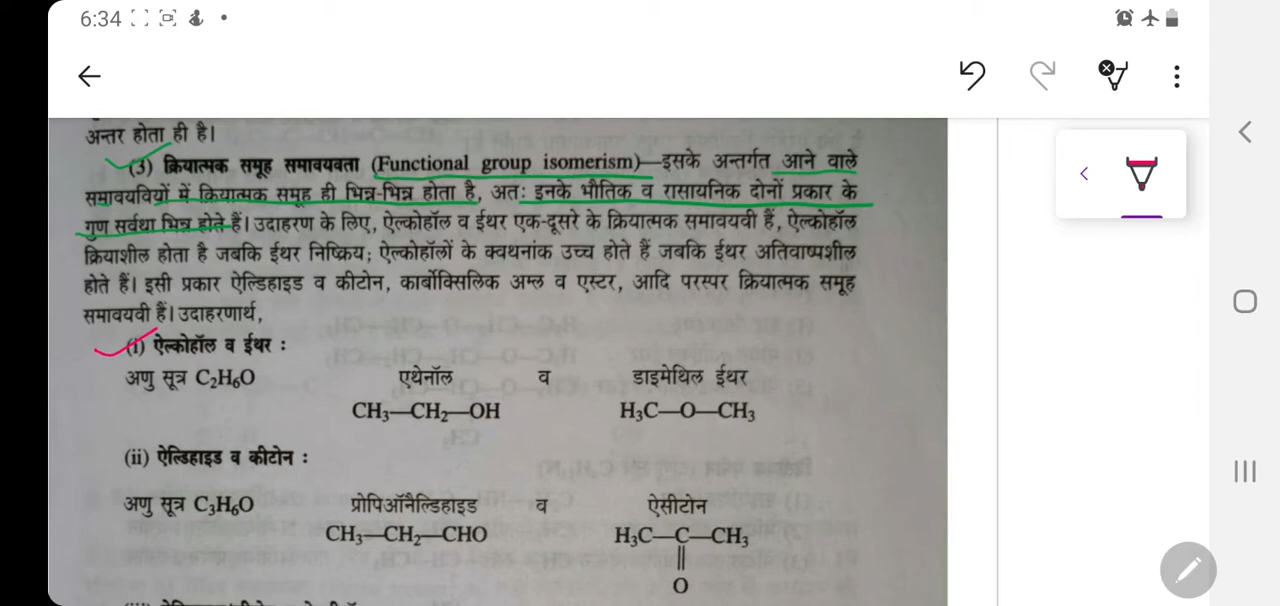 6:34
अन्तर होता ही है।
(3) क्रियात्मक समूह समावयवता (Functional group isomerism)—इसके अन्तर्गत आने वाले
समावयवियों में क्रियात्मक समूह ही भिन्न-भिन्न होता है, अतः इनके भौतिक व रासायनिक दोनों प्रकार के
गुण सर्वथा भिन्न होते हैं। उदाहरण के लिए, ऐल्कोहॉल व ईथर एक-दूसरे के क्रियात्मक समावयवी हैं, ऐल्कोहॉल
क्रियाशील होता है जबकि ईथर निष्क्रिय; ऐल्कोहॉलों के क्वथनांक उच्च होते हैं जबकि ईथर अतिवाष्पशील
होते हैं। इसी प्रकार ऐल्डिहाइड व कीटोन, कार्बोक्सिलिक अम्ल व एस्टर, आदि परस्पर क्रियात्मक समूह
समावयवी हैं। उदाहरणार्थ,
(i) ऐल्कोहॉल व ईथर :
अणु सूत्र C₂H₆O एथेनॉल व डाइमेथिल ईथर
CH₃—CH₂—OH H₃C—O—CH₃
(ii) ऐल्डिहाइड व कीटोन :
अणु सूत्र C₃H₆O प्रोपिऑनैल्डिहाइड व ऐसीटोन
CH₃—CH₂—CHO H₃C—C—CH₃
||
O